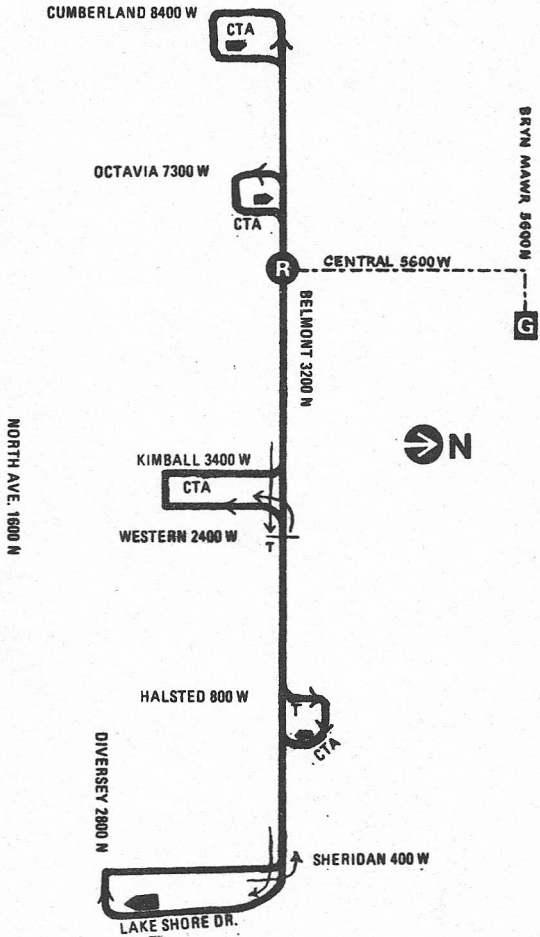 CUMBERLAND 8400 W
CTA
BRYN MAWR 5600N
OCTAVIA 7300 W
CTA
R
CENTRAL 5600W
G
BELMONT 3200 N
N
NORTH AVE. 1600 N
KIMBALL 3400 W
CTA
WESTERN 2400 W
T
HALSTED 800 W
T
CTA
DIVERSEY 2800 N
SHERIDAN 400 W
LAKE SHORE DR.